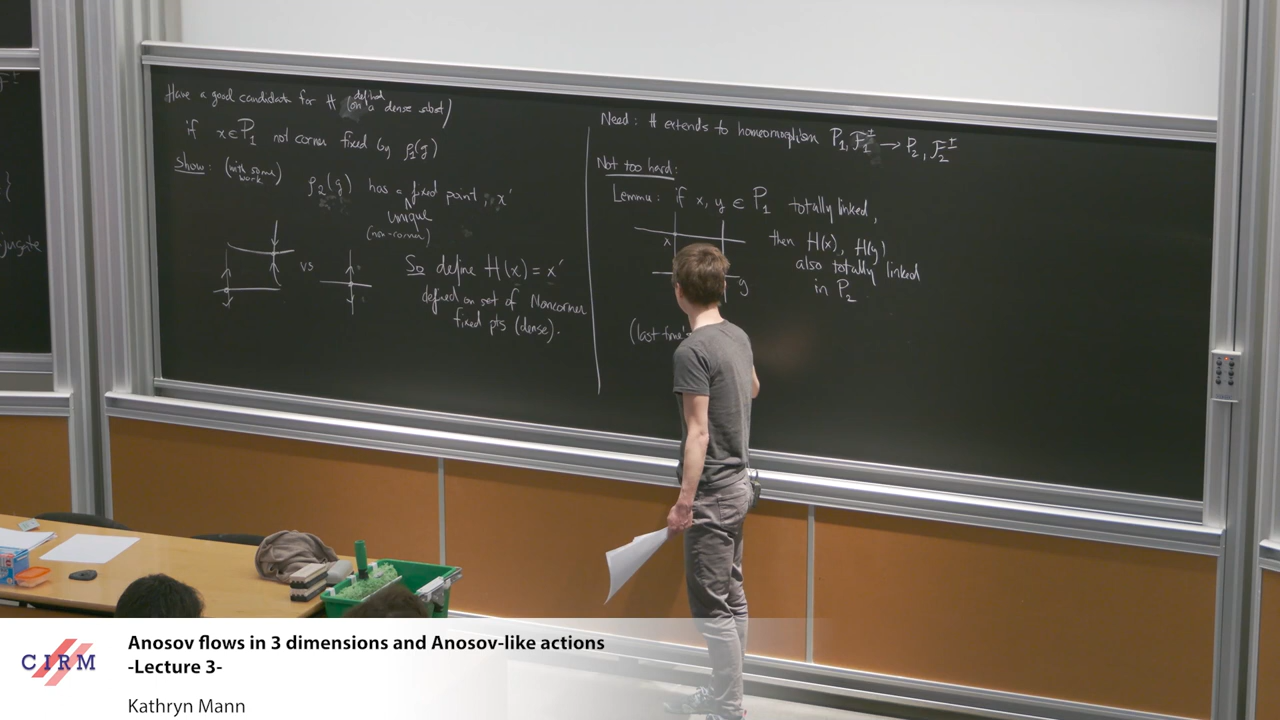 Have a good candidate for H (defined on a dense subset)
if x ∈ P₁ not corner fixed by ρ₁(g)
Show: (with some work)
ρ₂(g) has a fixed point, x'
unique
(non-corner)
vs
So define H(x) = x'
defined on set of Noncorner
fixed pts (dense).
Need: H extends to homeomorphism P₁, F₁± → P₂, F₂±
Not too hard:
Lemma: if x, y ∈ P₁ totally linked,
x
y
then H(x), H(y)
also totally linked
in P₂
(last time's
jugate
CIRM
Anosov flows in 3 dimensions and Anosov-like actions
-Lecture 3-
Kathryn Mann